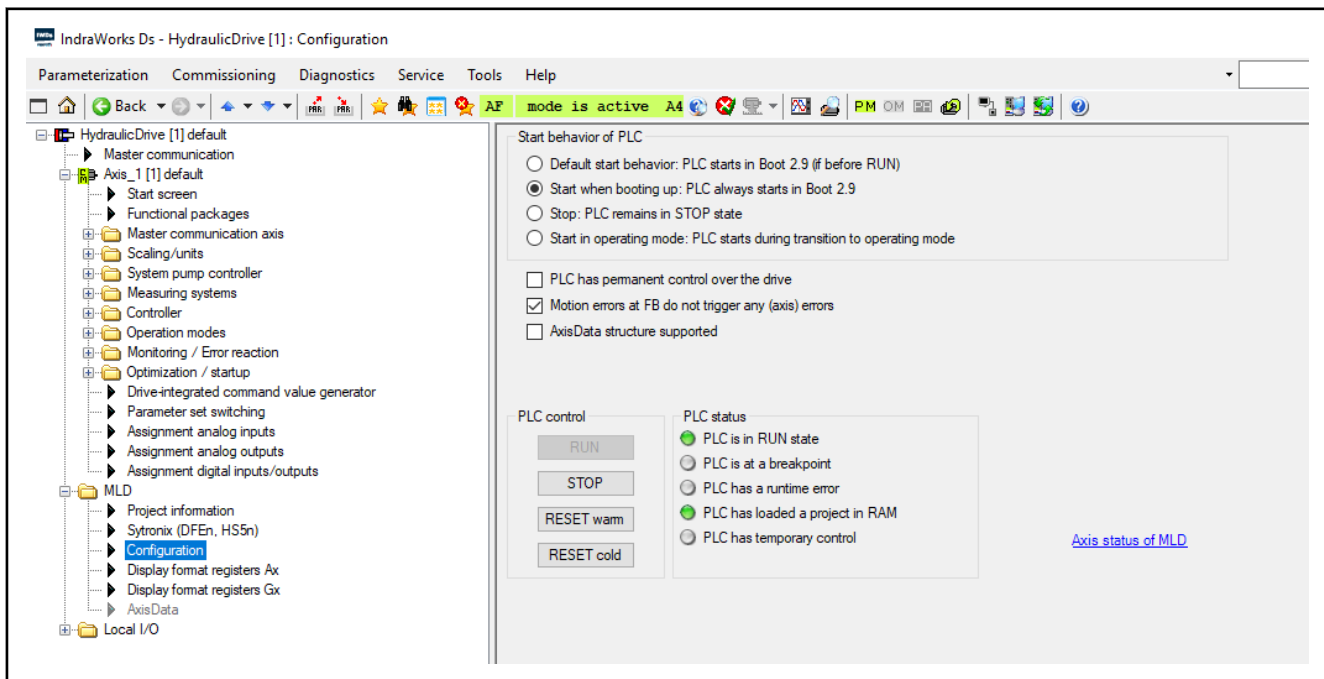 IndraWorks Ds - HydraulicDrive [1] : Configuration
Parameterization Commissioning Diagnostics Service Tools Help
Back AF mode is active A4 PM OM
HydraulicDrive [1] default
Master communication
Axis_1 [1] default
Start screen
Functional packages
Master communication axis
Scaling/units
System pump controller
Measuring systems
Controller
Operation modes
Monitoring / Error reaction
Optimization / startup
Drive-integrated command value generator
Parameter set switching
Assignment analog inputs
Assignment analog outputs
Assignment digital inputs/outputs
MLD
Project information
Sytronix (DFEn, HS5n)
Configuration
Display format registers Ax
Display format registers Gx
AxisData
Local I/O
Start behavior of PLC
Default start behavior: PLC starts in Boot 2.9 (if before RUN)
Start when booting up: PLC always starts in Boot 2.9
Stop: PLC remains in STOP state
Start in operating mode: PLC starts during transition to operating mode
PLC has permanent control over the drive
Motion errors at FB do not trigger any (axis) errors
AxisData structure supported
PLC control
RUN
STOP
RESET warm
RESET cold
PLC status
PLC is in RUN state
PLC is at a breakpoint
PLC has a runtime error
PLC has loaded a project in RAM
PLC has temporary control
Axis status of MLD